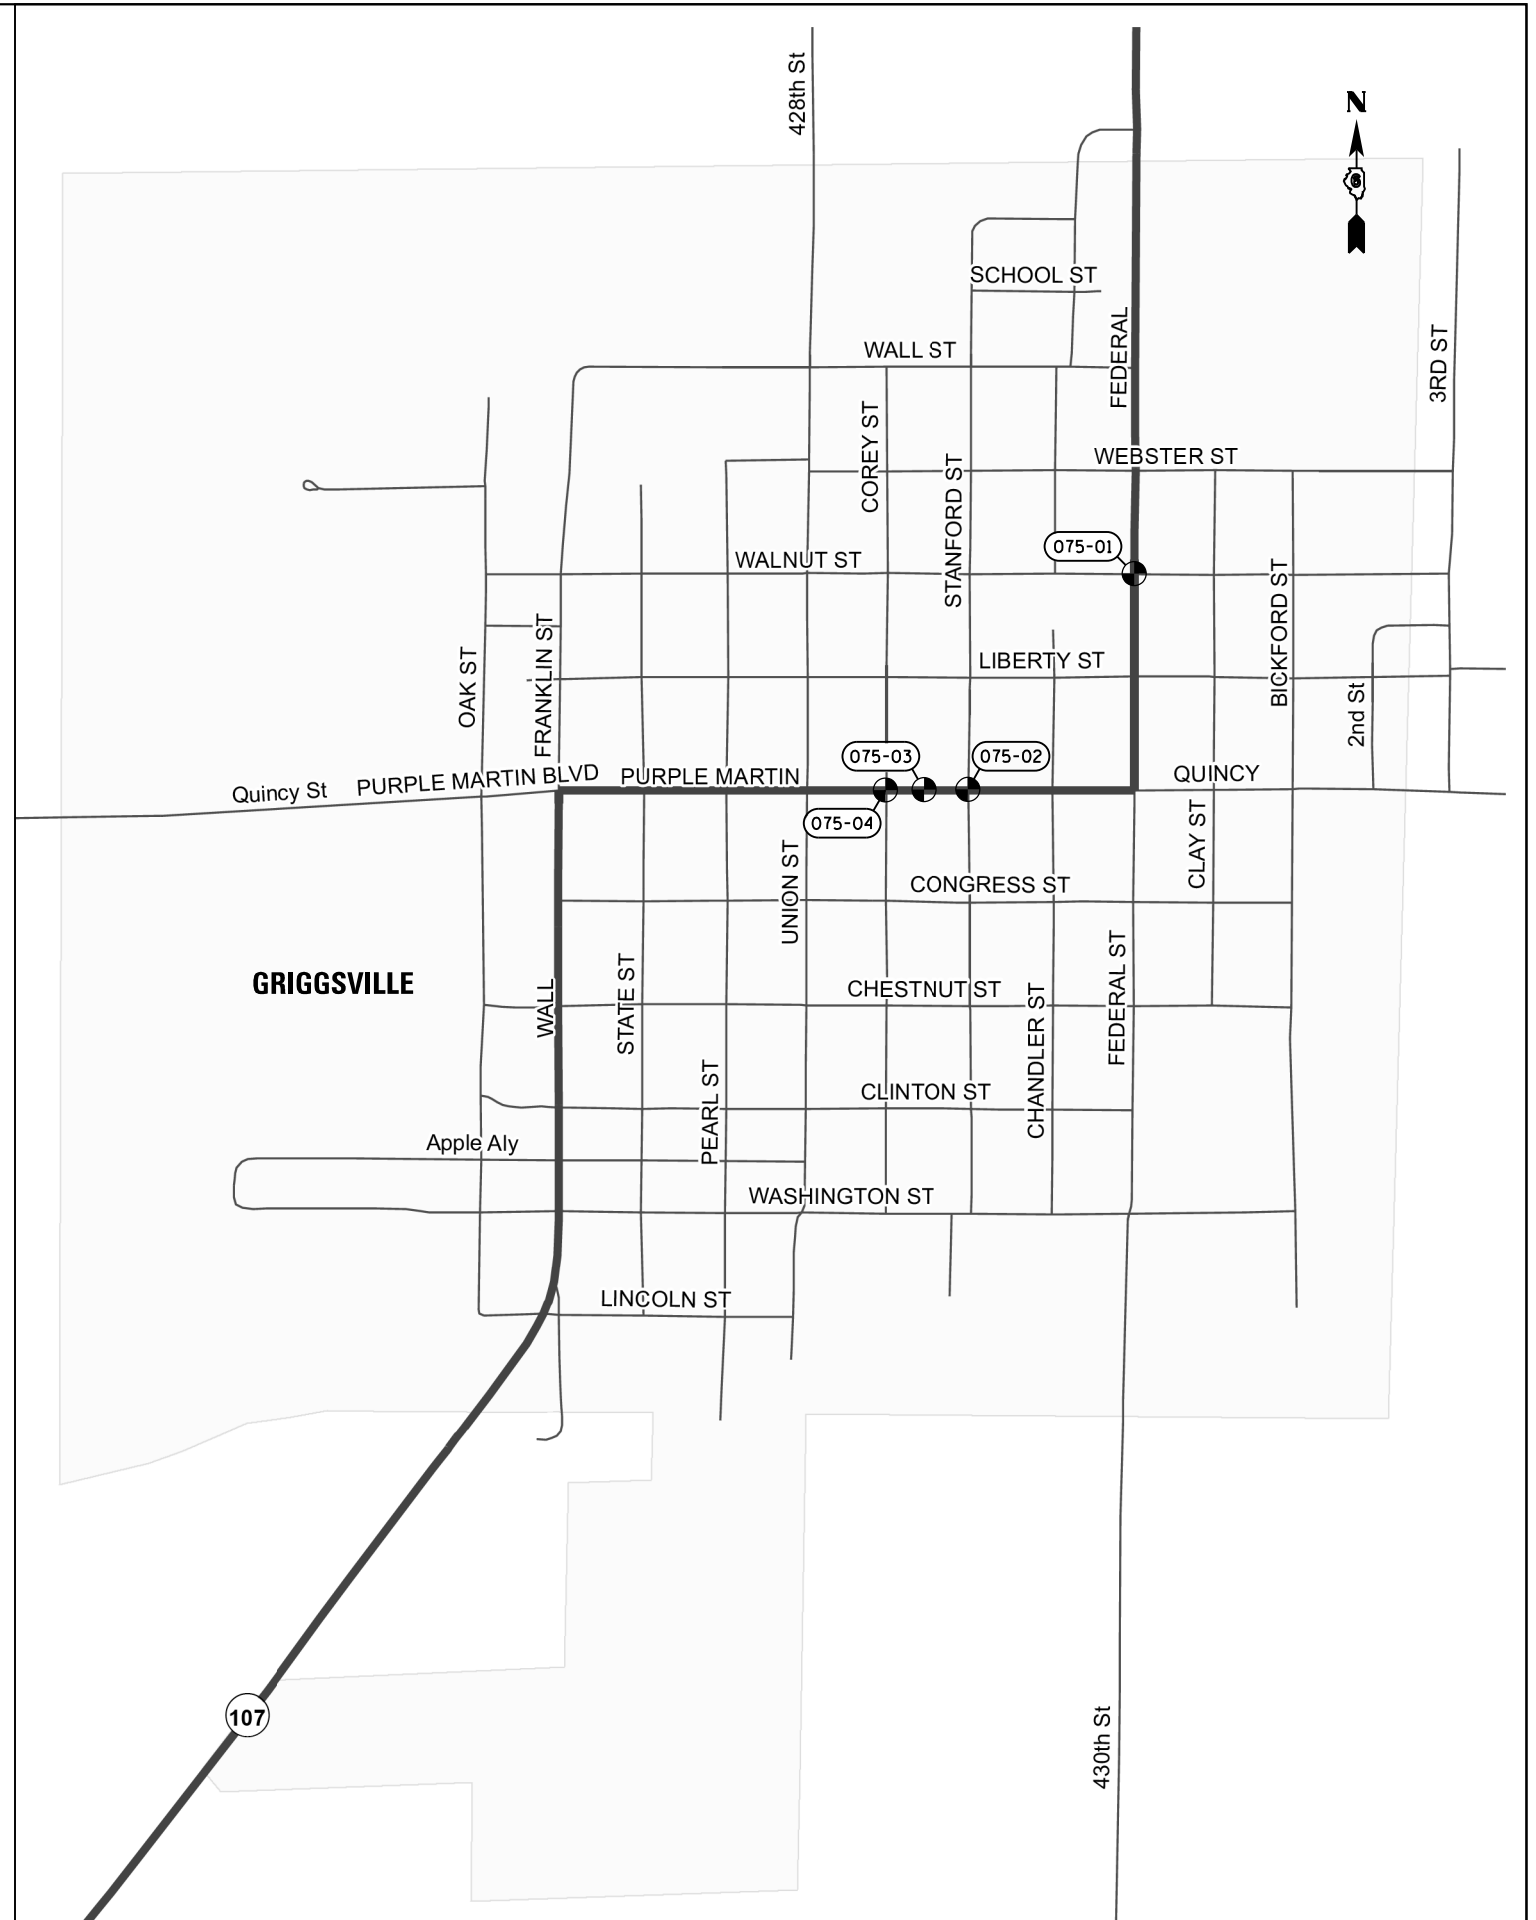 428th St
N
6
SCHOOL ST
FEDERAL
3RD ST
WALL ST
COREY ST
WEBSTER ST
STANFORD ST
075-01
WALNUT ST
BICKFORD ST
FRANKLIN ST
OAK ST
LIBERTY ST
2nd St
075-03
075-02
Quincy St
PURPLE MARTIN BLVD
PURPLE MARTIN
QUINCY
075-04
CLAY ST
UNION ST
CONGRESS ST
GRIGGSVILLE
WALL
STATE ST
CHESTNUT ST
FEDERAL ST
CHANDLER ST
PEARL ST
CLINTON ST
Apple Aly
WASHINGTON ST
LINCOLN ST
107
430th St